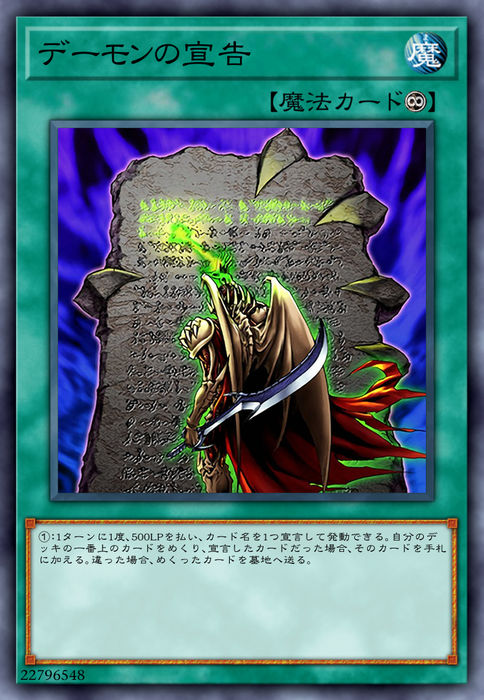 デーモンの宣告
魔
【魔法カード】
①:1ターンに1度、500LPを払い、カード名を1つ宣言して発動できる。自分のデ
ッキの一番上のカードをめくり、宣言したカードだった場合、そのカードを手札
に加える。違った場合、めくったカードを墓地へ送る。
22796548